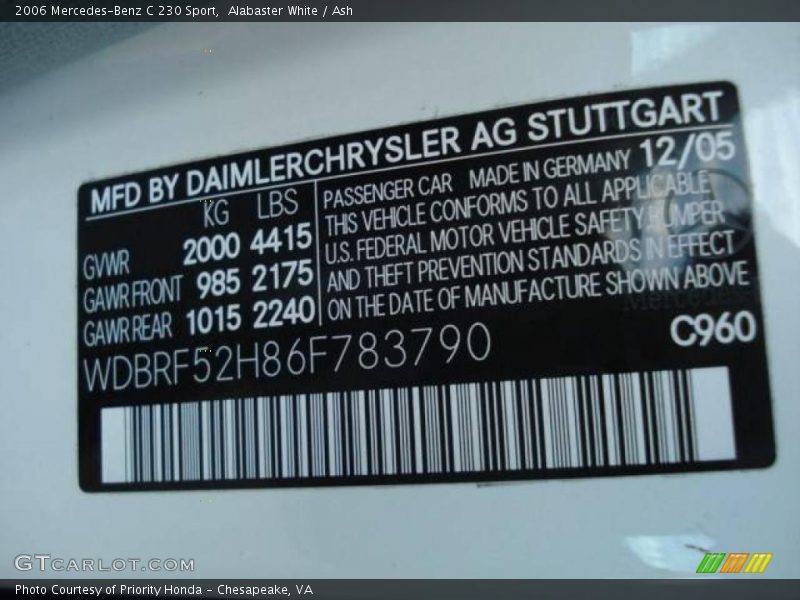 2006 Mercedes-Benz C 230 Sport,  Alabaster White / Ash
MFD BY DAIMLERCHRYSLER AG STUTTGART
KG LBS
GVWR 2000 4415
GAWR FRONT 985 2175
GAWR REAR 1015 2240
PASSENGER CAR MADE IN GERMANY 12/05
THIS VEHICLE CONFORMS TO ALL APPLICABLE
U.S. FEDERAL MOTOR VEHICLE SAFETY BUMPER
AND THEFT PREVENTION STANDARDS IN EFFECT
ON THE DATE OF MANUFACTURE SHOWN ABOVE
WDBRF52H86F783790
C960
GTCARLOT.COM
Photo Courtesy of Priority Honda - Chesapeake, VA